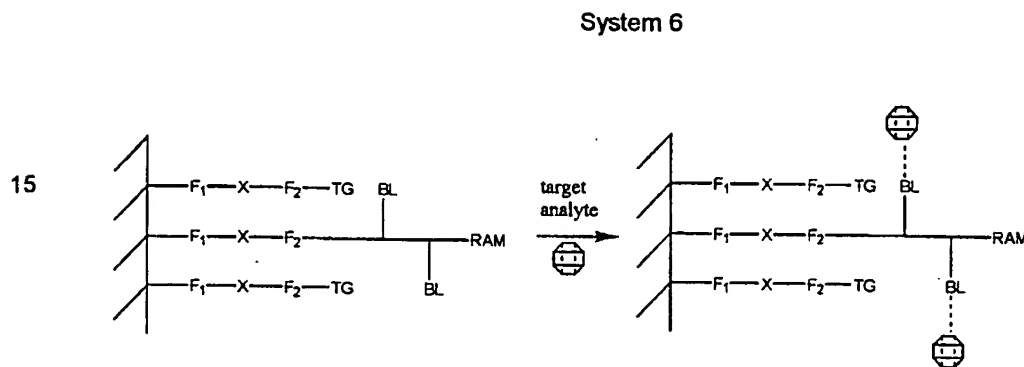 System 6
BL
15 F₁—X—F₂—TG BL target F₁—X—F₂—TG
analyte
F₁—X—F₂ RAM F₁—X—F₂ RAM
F₁—X—F₂—TG BL F₁—X—F₂—TG BL